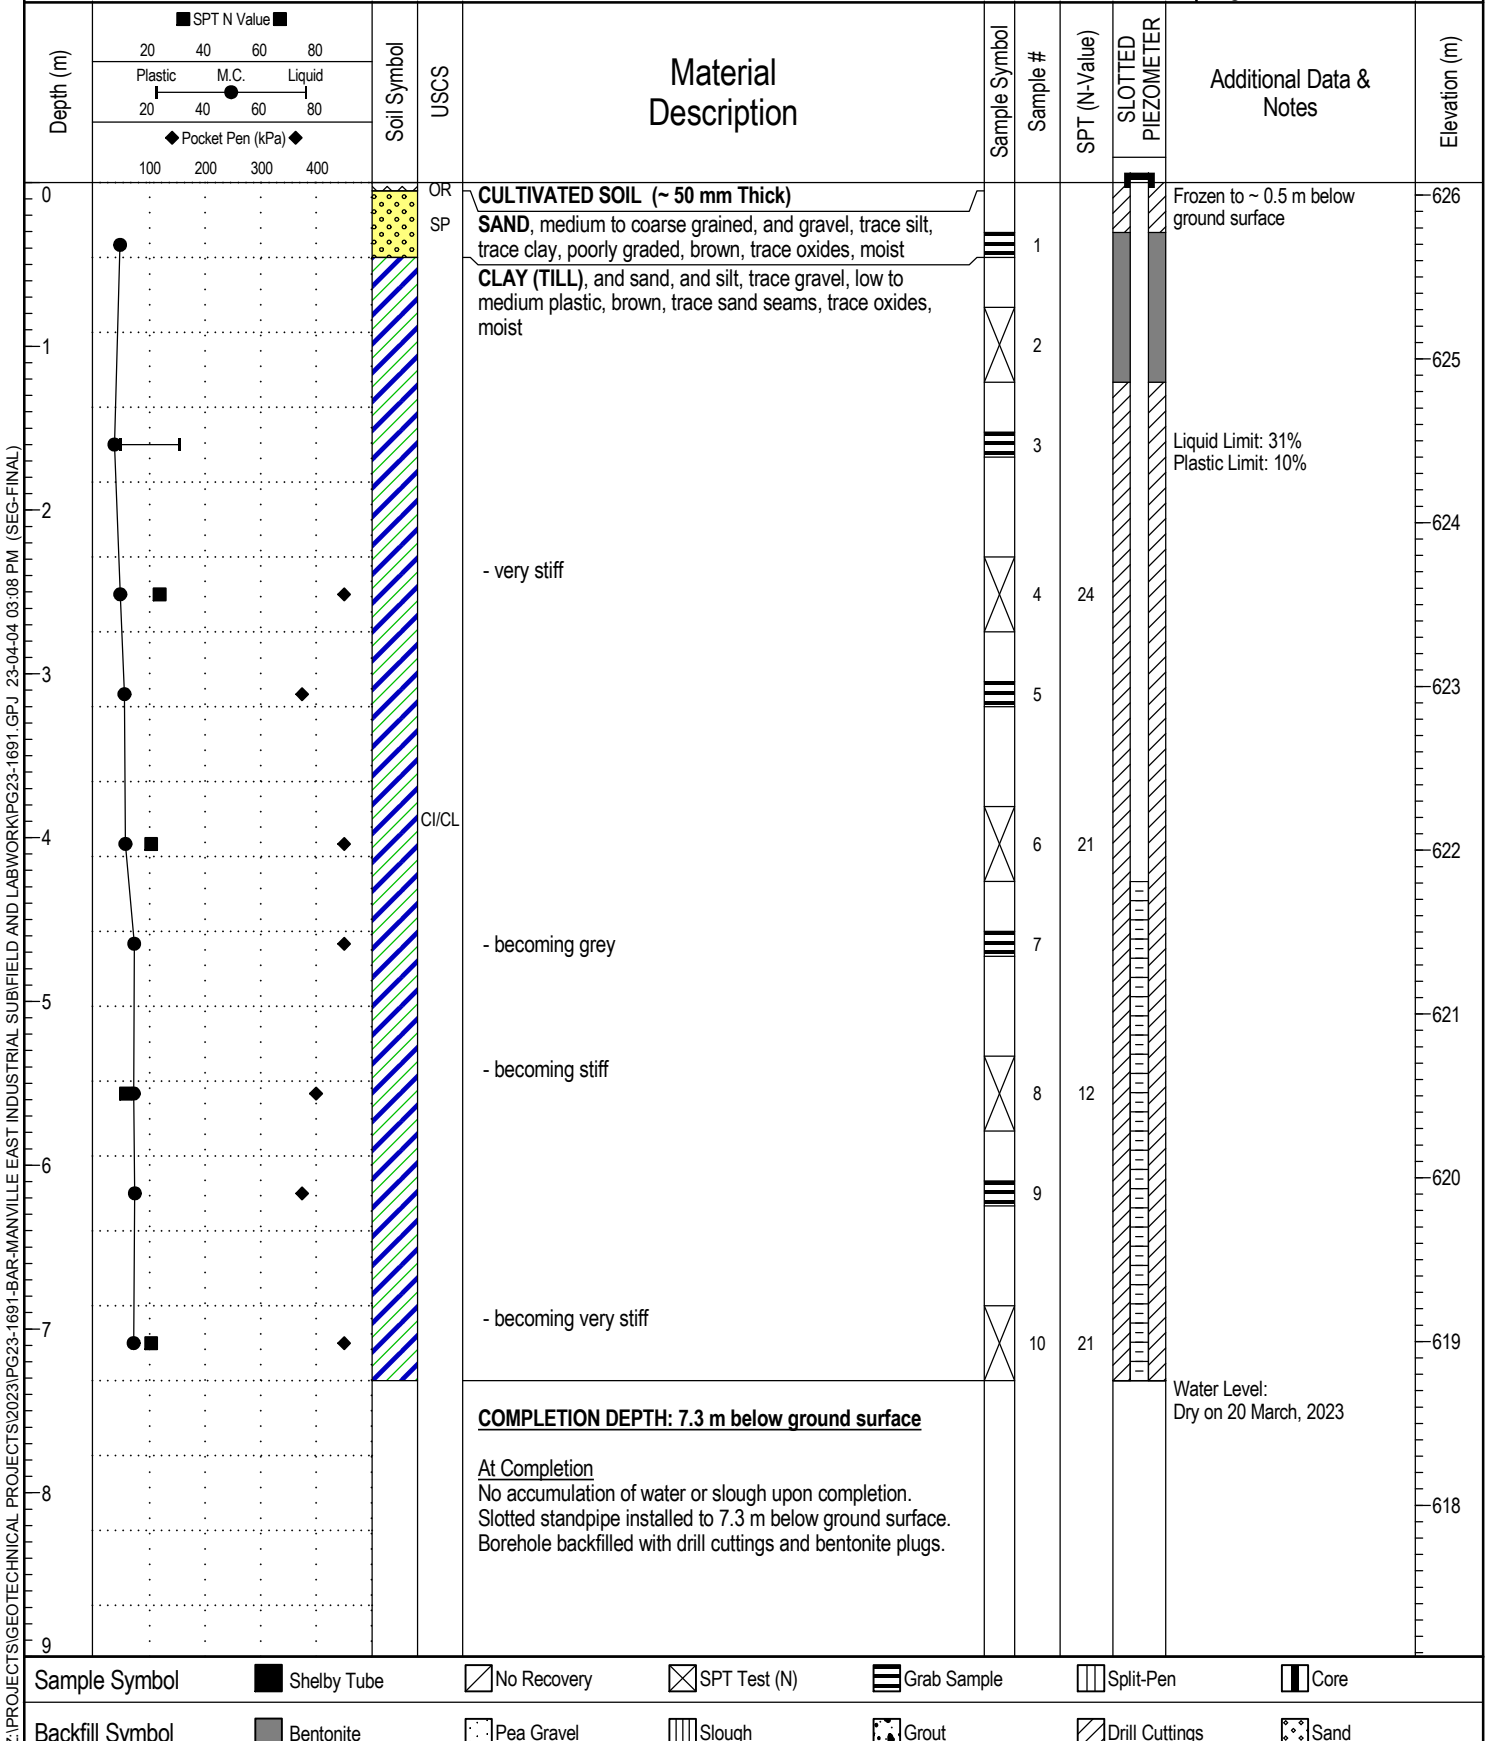 SPT N Value
20 40 60 80
Plastic M.C. Liquid
20 40 60 80
Pocket Pen (kPa)
100 200 300 400
Depth (m)
Soil Symbol
USCS
Material
Description
Sample Symbol
Sample #
SPT (N-Value)
SLOTTED
PIEZOMETER
Additional Data &
Notes
Elevation (m)
0
OR
CULTIVATED SOIL (~ 50 mm Thick)
Frozen to ~ 0.5 m below
ground surface
626
SP
SAND, medium to coarse grained, and gravel, trace silt,
trace clay, poorly graded, brown, trace oxides, moist
1
CLAY (TILL), and sand, and silt, trace gravel, low to
medium plastic, brown, trace sand seams, trace oxides,
moist
1
2
625
3
Liquid Limit: 31%
Plastic Limit: 10%
2
624
- very stiff
4 24
3
5
623
CI/CL
4
6 21
622
- becoming grey
7
5
621
- becoming stiff
8 12
6
620
9
- becoming very stiff
7
10 21
619
Water Level:
Dry on 20 March, 2023
COMPLETION DEPTH: 7.3 m below ground surface
At Completion
No accumulation of water or slough upon completion.
Slotted standpipe installed to 7.3 m below ground surface.
Borehole backfilled with drill cuttings and bentonite plugs.
8
618
9
Sample Symbol Shelby Tube No Recovery SPT Test (N) Grab Sample Split-Pen Core
Backfill Symbol Bentonite Pea Gravel Slough Grout Drill Cuttings Sand
Z:\PROJECTS\GEOTECHNICAL PROJECTS\2023\PG23-1691-BAR-MANVILLE EAST INDUSTRIAL SUB\FIELD AND LABWORK\PG23-1691.GPJ 23-04-04 03:08 PM (SEG-FINAL)